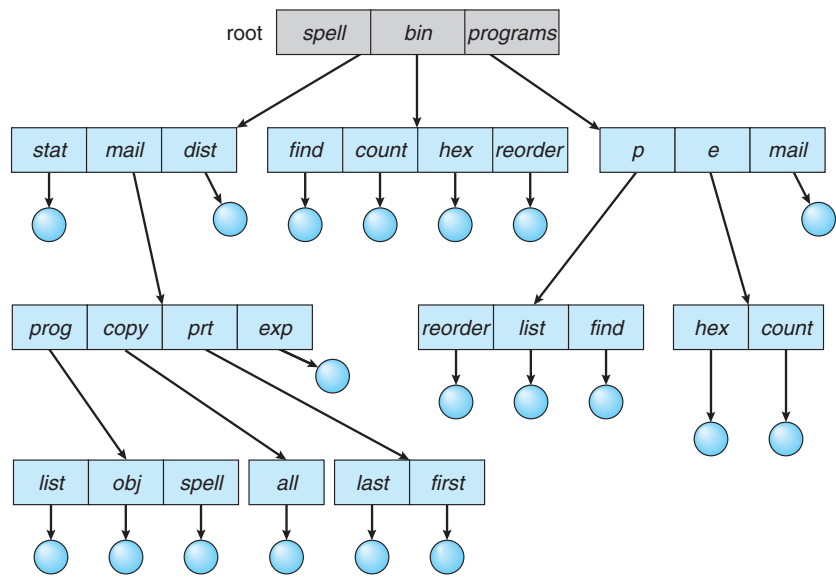 root spell bin programs
stat mail dist find count hex reorder p e mail
prog copy prt exp reorder list find hex count
list obj spell all last first